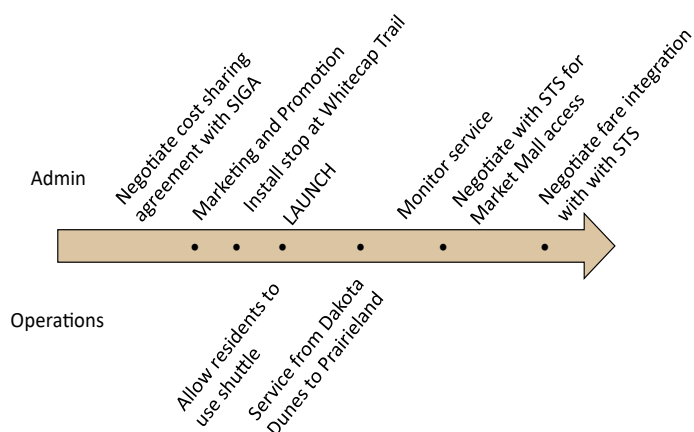 Negotiate cost sharing
agreement with SIGA
Marketing and Promotion
Install stop at Whitecap Trail
LAUNCH
Monitor service
Negotiate with STS for
Market Mall access
Negotiate fare integration
with with STS
Admin
Operations
Allow residents to
use shuttle
Service from Dakota
Dunes to Prairieland